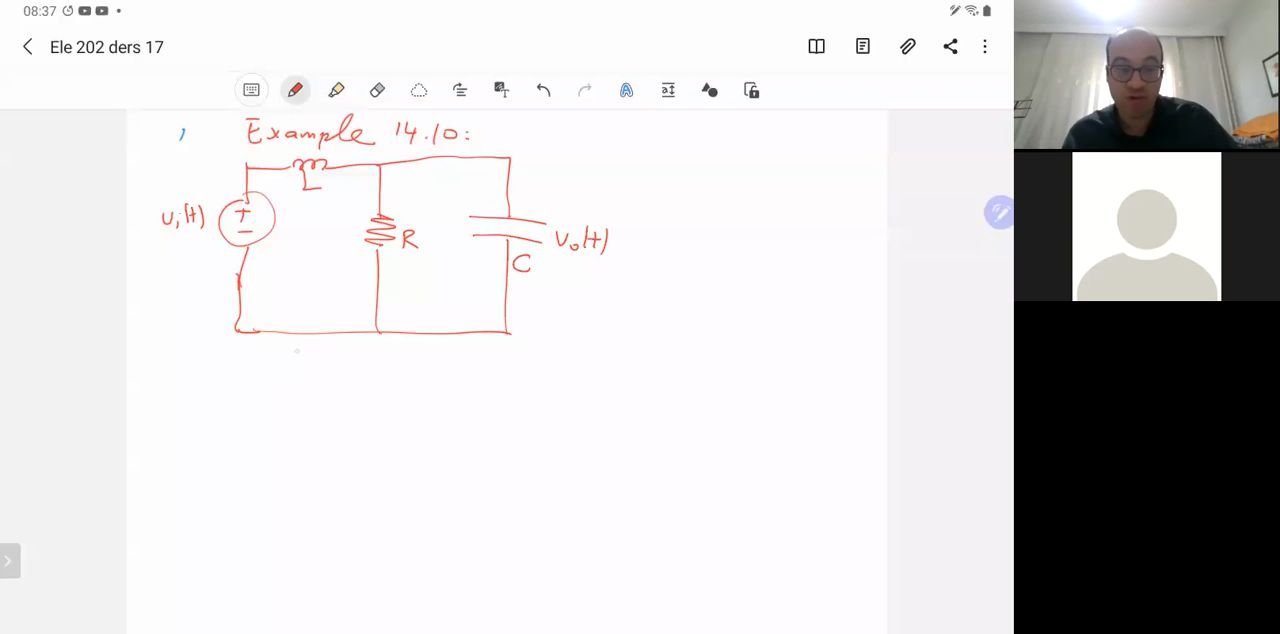 08:37
Ele 202 ders 17
Example 14.10:
L
vi(t)
R
vo(t)
C